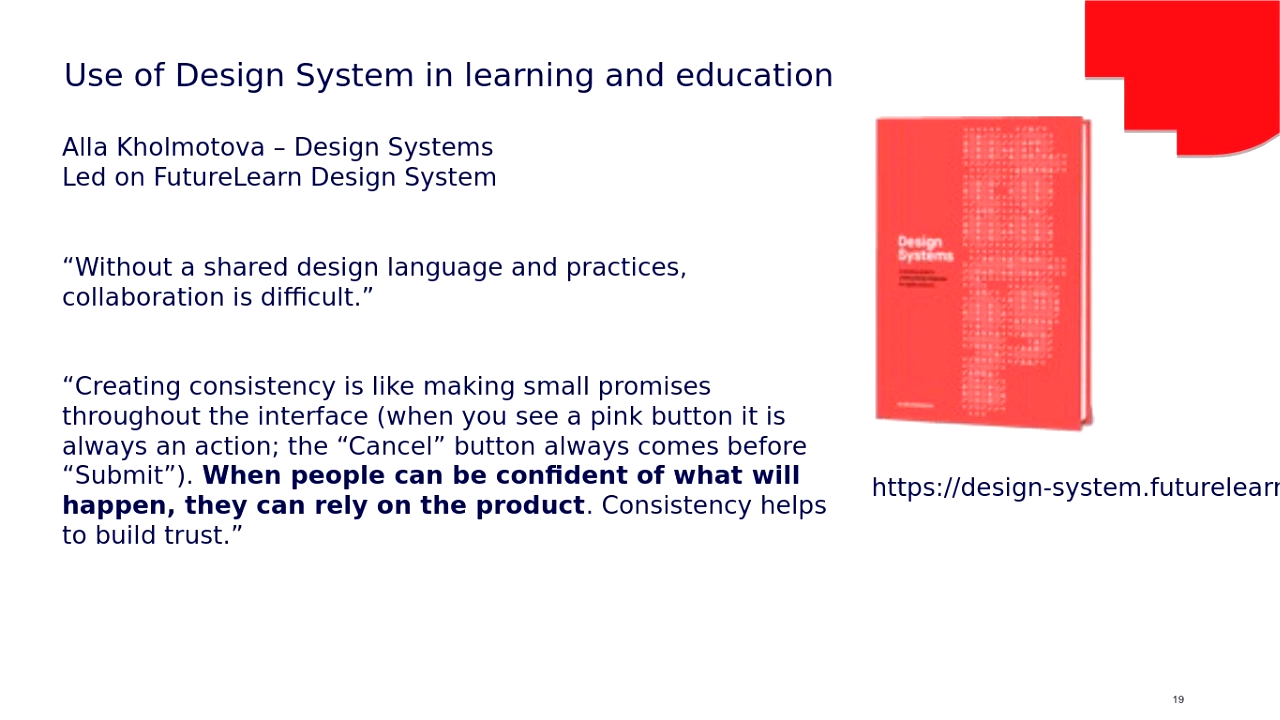 Use of Design System in learning and education
Alla Kholmotova – Design Systems
Led on FutureLearn Design System
“Without a shared design language and practices,
collaboration is difficult.”
“Creating consistency is like making small promises
throughout the interface (when you see a pink button it is
always an action; the “Cancel” button always comes before
“Submit”). When people can be confident of what will
happen, they can rely on the product. Consistency helps
to build trust.”
Design
Systems
https://design-system.futurelearn
19